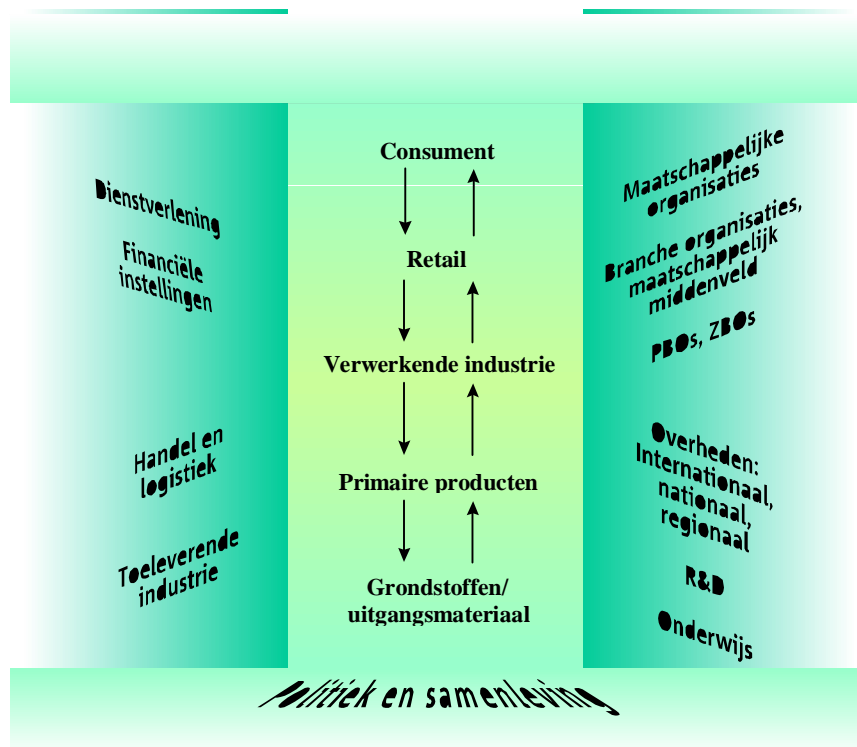 Consument
Retail
Verwerkende industrie
Primaire producten
Grondstoffen/
uitgangsmateriaal
Dienstverlening
Financiële
instellingen
Handel en
logistiek
Toeleverende
industrie
Maatschappelijke
organisaties
Branche organisaties,
maatschappelijk
middenveld
PBOs, ZBOs
Overheden:
Internationaal,
nationaal,
regionaal
R&D
Onderwijs
Politiek en samenleving